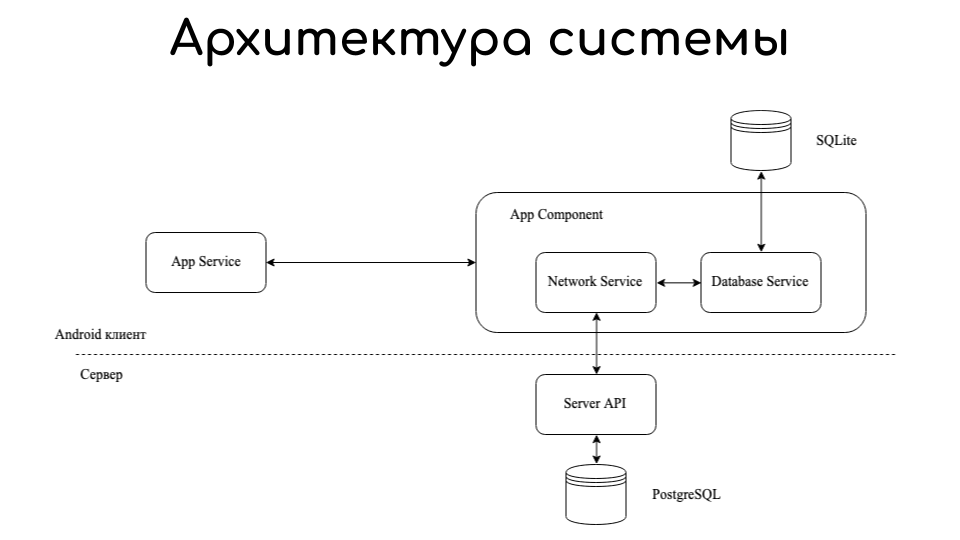 Архитектура системы
SQLite
App Component
App Service
Network Service
Database Service
Android клиент
Сервер
Server API
PostgreSQL